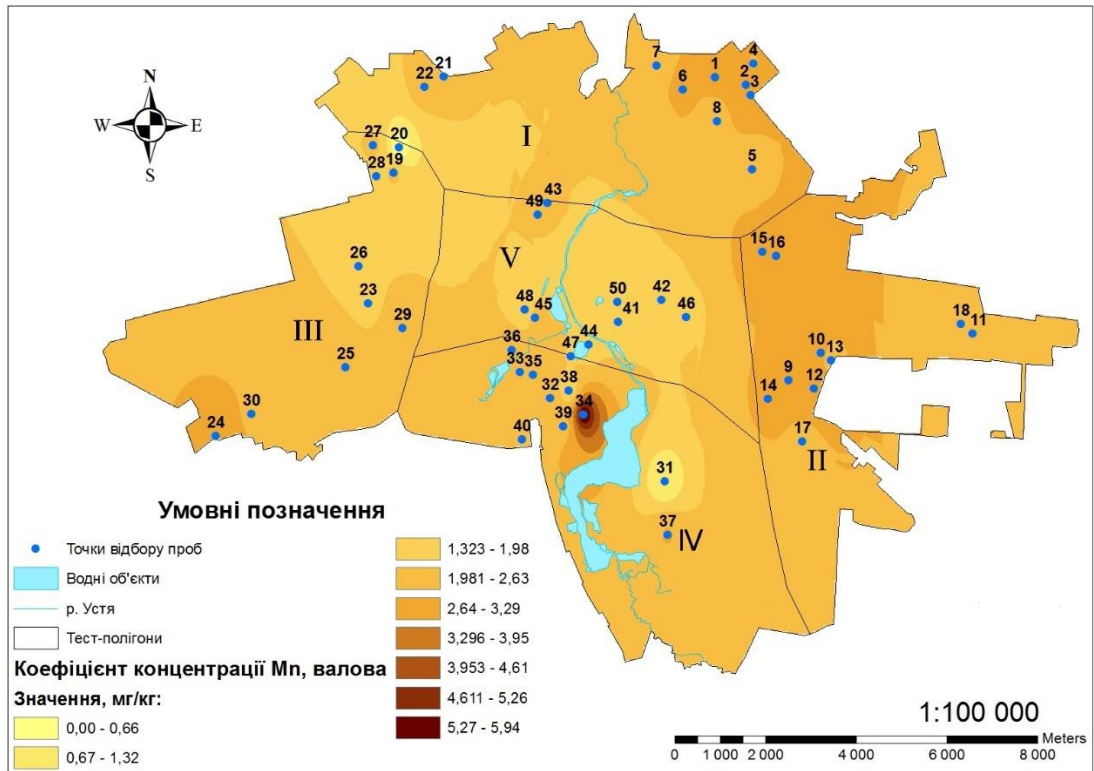 N
W E
S
21
22
7
4
1
2
6
3
8
5
27
20
28
19
I
43
49
15
16
26
V
50
42
48
45
41
46
23
29
III
18
11
36
44
47
10
13
25
33
35
9
12
38
32
14
34
39
30
24
40
17
II
31
37
IV
Умовні позначення
Точки відбору проб
Водні об'єкти
р. Устя
Тест-полігони
Коефіцієнт концентрації Mn, валова
Значення, мг/кг:
0,00 - 0,66
0,67 - 1,32
1,323 - 1,98
1,981 - 2,63
2,64 - 3,29
3,296 - 3,95
3,953 - 4,61
4,611 - 5,26
5,27 - 5,94
1:100 000
Meters
0 1 000 2 000 4 000 6 000 8 000